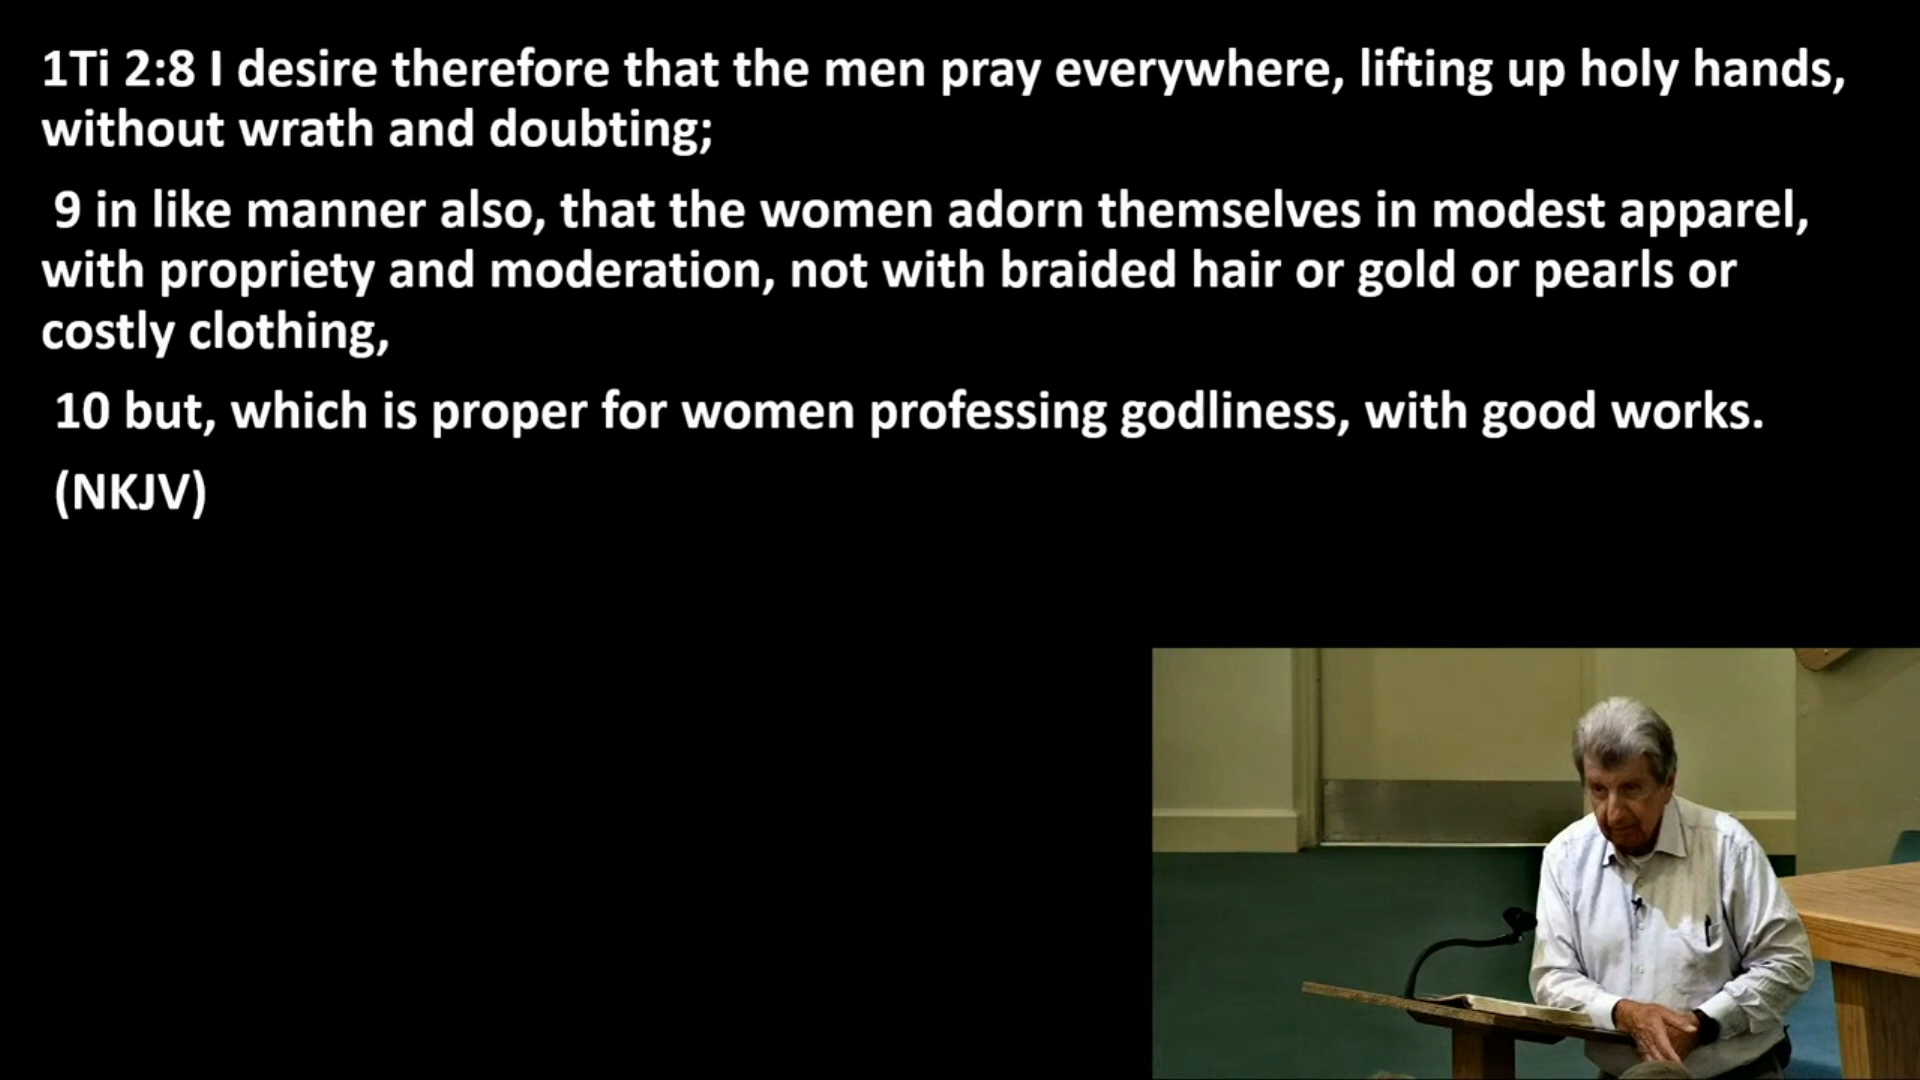 1Ti 2:8 I desire therefore that the men pray everywhere, lifting up holy hands,
without wrath and doubting;
9 in like manner also, that the women adorn themselves in modest apparel,
with propriety and moderation, not with braided hair or gold or pearls or
costly clothing,
10 but, which is proper for women professing godliness, with good works.
(NKJV)